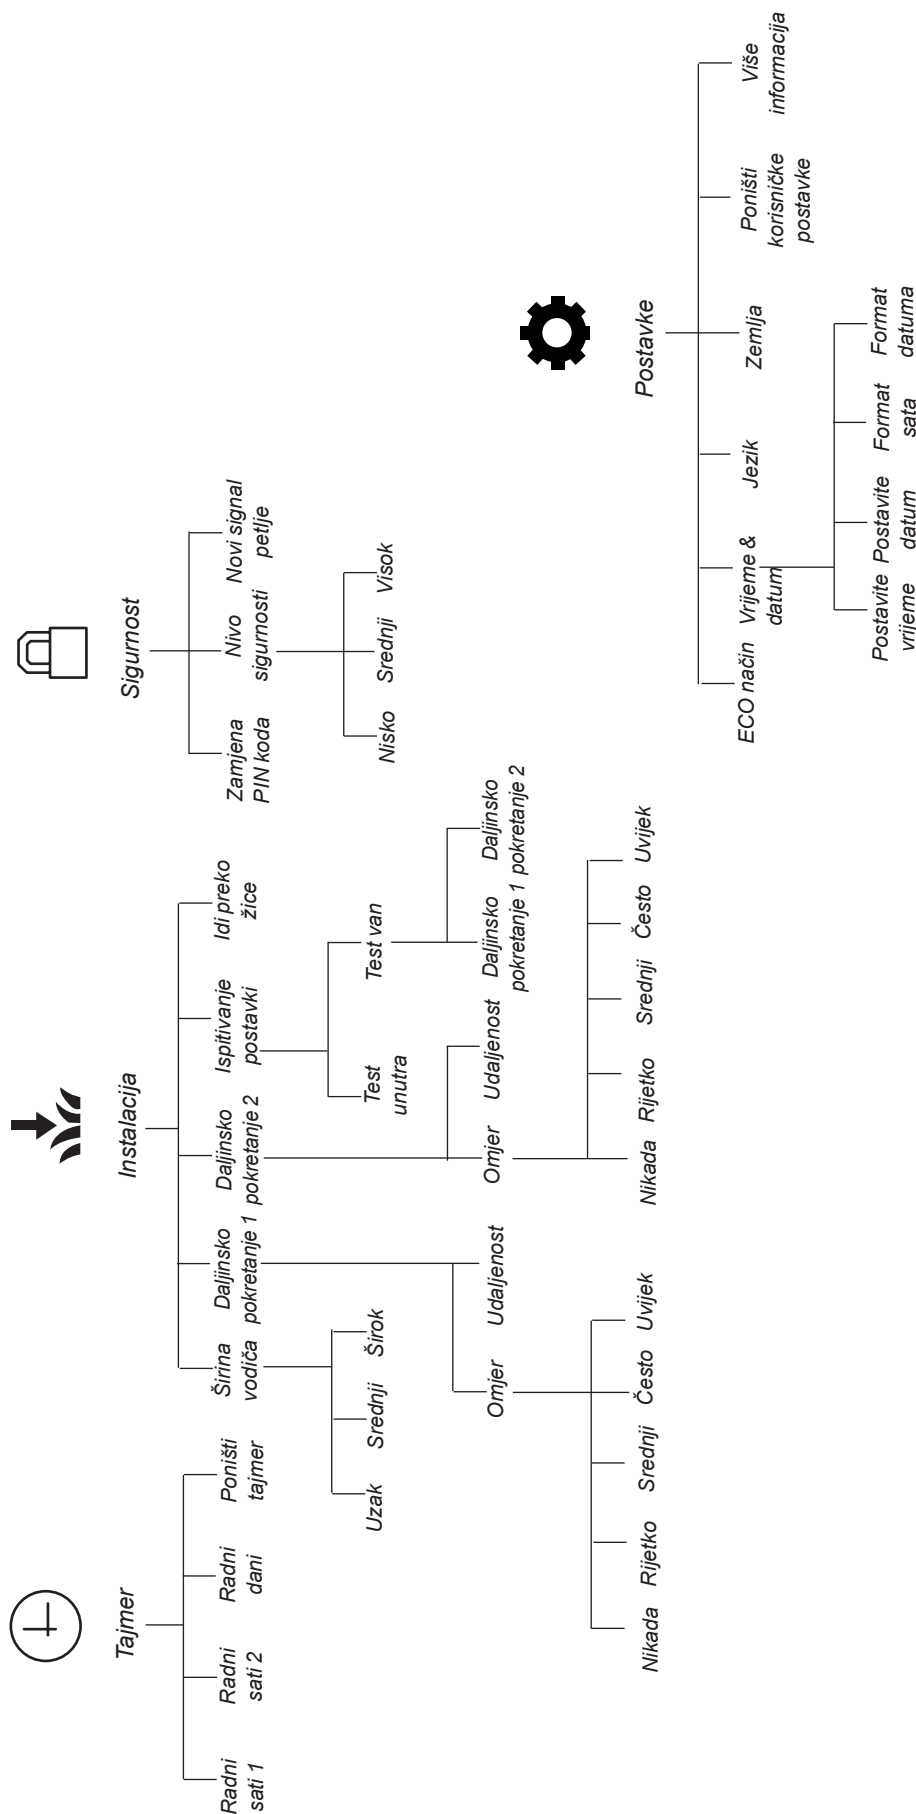 Tajmer
Radni
sati 1
Radni
sati 2
Radni
dani
Poništi
tajmer
Instalacija
Širina
vodiča
Uzak
Srednji
Širok
Daljinsko
pokretanje 1
Omjer
Udaljenost
Nikada
Rijetko
Srednji
Često
Uvijek
Daljinsko
pokretanje 2
Omjer
Udaljenost
Nikada
Rijetko
Srednji
Često
Uvijek
Ispitivanje
postavki
Test
unutra
Test van
Daljinsko
pokretanje 1
Daljinsko
pokretanje 2
Idi preko
žice
Sigurnost
Zamjena
PIN koda
Nivo
sigurnosti
Novi signal
petlje
Nisko
Srednji
Visok
Postavke
ECO način
Vrijeme &
datum
Jezik
Zemlja
Poništi
korisničke
postavke
Više
informacija
Postavite
vrijeme
Postavite
datum
Format
sata
Format
datuma